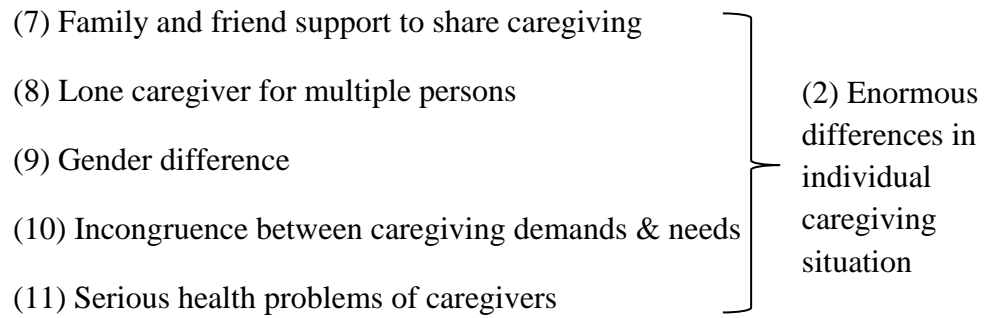 (7) Family and friend support to share caregiving
(8) Lone caregiver for multiple persons
(9) Gender difference
(10) Incongruence between caregiving demands & needs
(11) Serious health problems of caregivers
(2) Enormous
differences in
individual
caregiving
situation